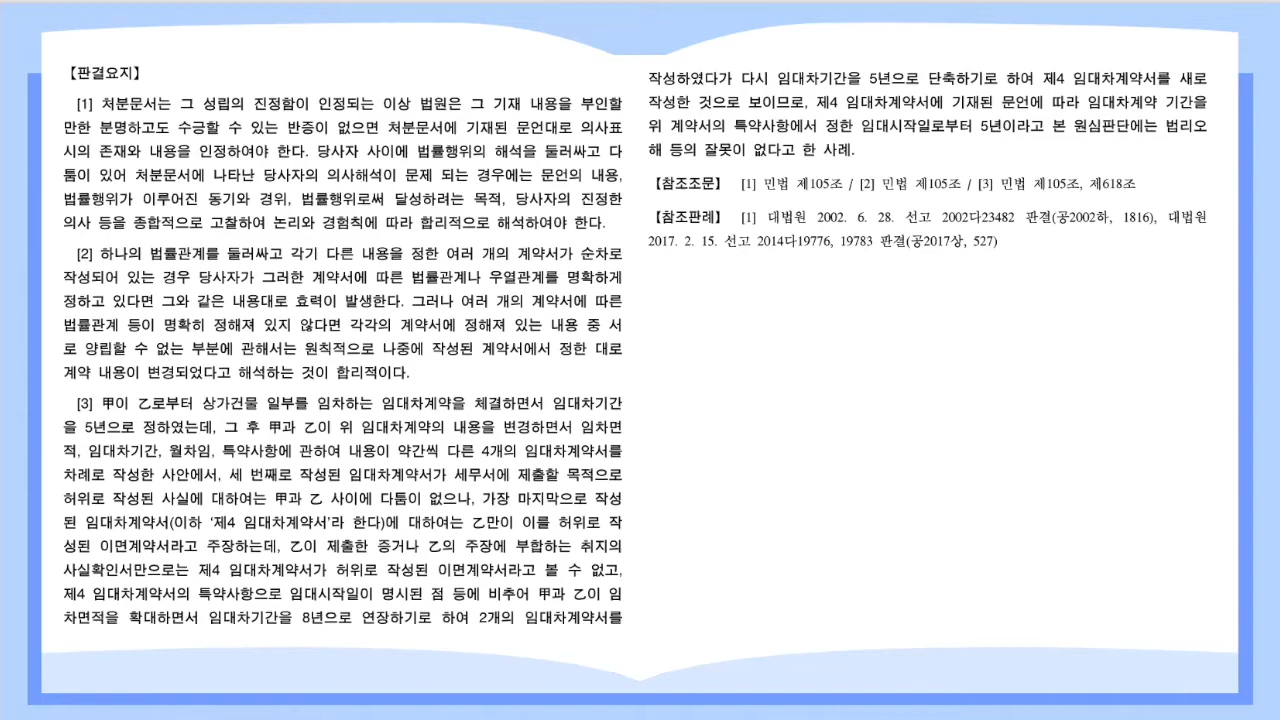 【판결요지】
[1] 처분문서는 그 성립의 진정함이 인정되는 이상 법원은 그 기재 내용을 부인할
만한 분명하고도 수긍할 수 있는 반증이 없으면 처분문서에 기재된 문언대로 의사표
시의 존재와 내용을 인정하여야 한다. 당사자 사이에 법률행위의 해석을 둘러싸고 다
툼이 있어 처분문서에 나타난 당사자의 의사해석이 문제 되는 경우에는 문언의 내용,
법률행위가 이루어진 동기와 경위, 법률행위로써 달성하려는 목적, 당사자의 진정한
의사 등을 종합적으로 고찰하여 논리와 경험칙에 따라 합리적으로 해석하여야 한다.
[2] 하나의 법률관계를 둘러싸고 각기 다른 내용을 정한 여러 개의 계약서가 순차로
작성되어 있는 경우 당사자가 그러한 계약서에 따른 법률관계나 우열관계를 명확하게
정하고 있다면 그와 같은 내용대로 효력이 발생한다. 그러나 여러 개의 계약서에 따른
법률관계 등이 명확히 정해져 있지 않다면 각각의 계약서에 정해져 있는 내용 중 서
로 양립할 수 없는 부분에 관해서는 원칙적으로 나중에 작성된 계약서에서 정한 대로
계약 내용이 변경되었다고 해석하는 것이 합리적이다.
[3] 甲이 乙로부터 상가건물 일부를 임차하는 임대차계약을 체결하면서 임대차기간
을 5년으로 정하였는데, 그 후 甲과 乙이 위 임대차계약의 내용을 변경하면서 임차면
적, 임대차기간, 월차임, 특약사항에 관하여 내용이 약간씩 다른 4개의 임대차계약서를
차례로 작성한 사안에서, 세 번째로 작성된 임대차계약서가 세무서에 제출할 목적으로
허위로 작성된 사실에 대하여는 甲과 乙 사이에 다툼이 없으나, 가장 마지막으로 작성
된 임대차계약서(이하 '제4 임대차계약서'라 한다)에 대하여는 乙만이 이를 허위로 작
성된 이면계약서라고 주장하는데, 乙이 제출한 증거나 乙의 주장에 부합하는 취지의
사실확인서만으로는 제4 임대차계약서가 허위로 작성된 이면계약서라고 볼 수 없고,
제4 임대차계약서의 특약사항으로 임대시작일이 명시된 점 등에 비추어 甲과 乙이 임
차면적을 확대하면서 임대차기간을 8년으로 연장하기로 하여 2개의 임대차계약서를
작성하였다가 다시 임대차기간을 5년으로 단축하기로 하여 제4 임대차계약서를 새로
작성한 것으로 보이므로, 제4 임대차계약서에 기재된 문언에 따라 임대차계약 기간을
위 계약서의 특약사항에서 정한 임대시작일로부터 5년이라고 본 원심판단에는 법리오
해 등의 잘못이 없다고 한 사례.
【참조조문】 [1] 민법 제105조 / [2] 민법 제105조 / [3] 민법 제105조, 제618조
【참조판례】 [1] 대법원 2002. 6. 28. 선고 2002다23482 판결(공2002하, 1816), 대법원
2017. 2. 15. 선고 2014다19776, 19783 판결(공2017상, 527)